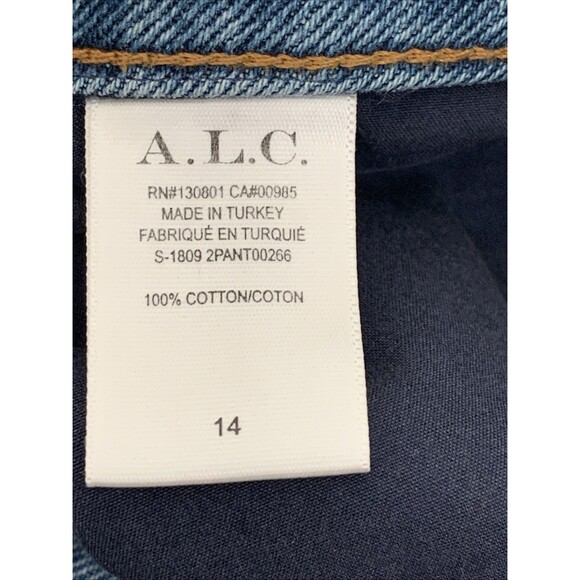 A.L.C.
RN#130801 CA#00985
MADE IN TURKEY
FABRIQUÉ EN TURQUIÉ
S-1809 2PANT00266
100% COTTON/COTON
14